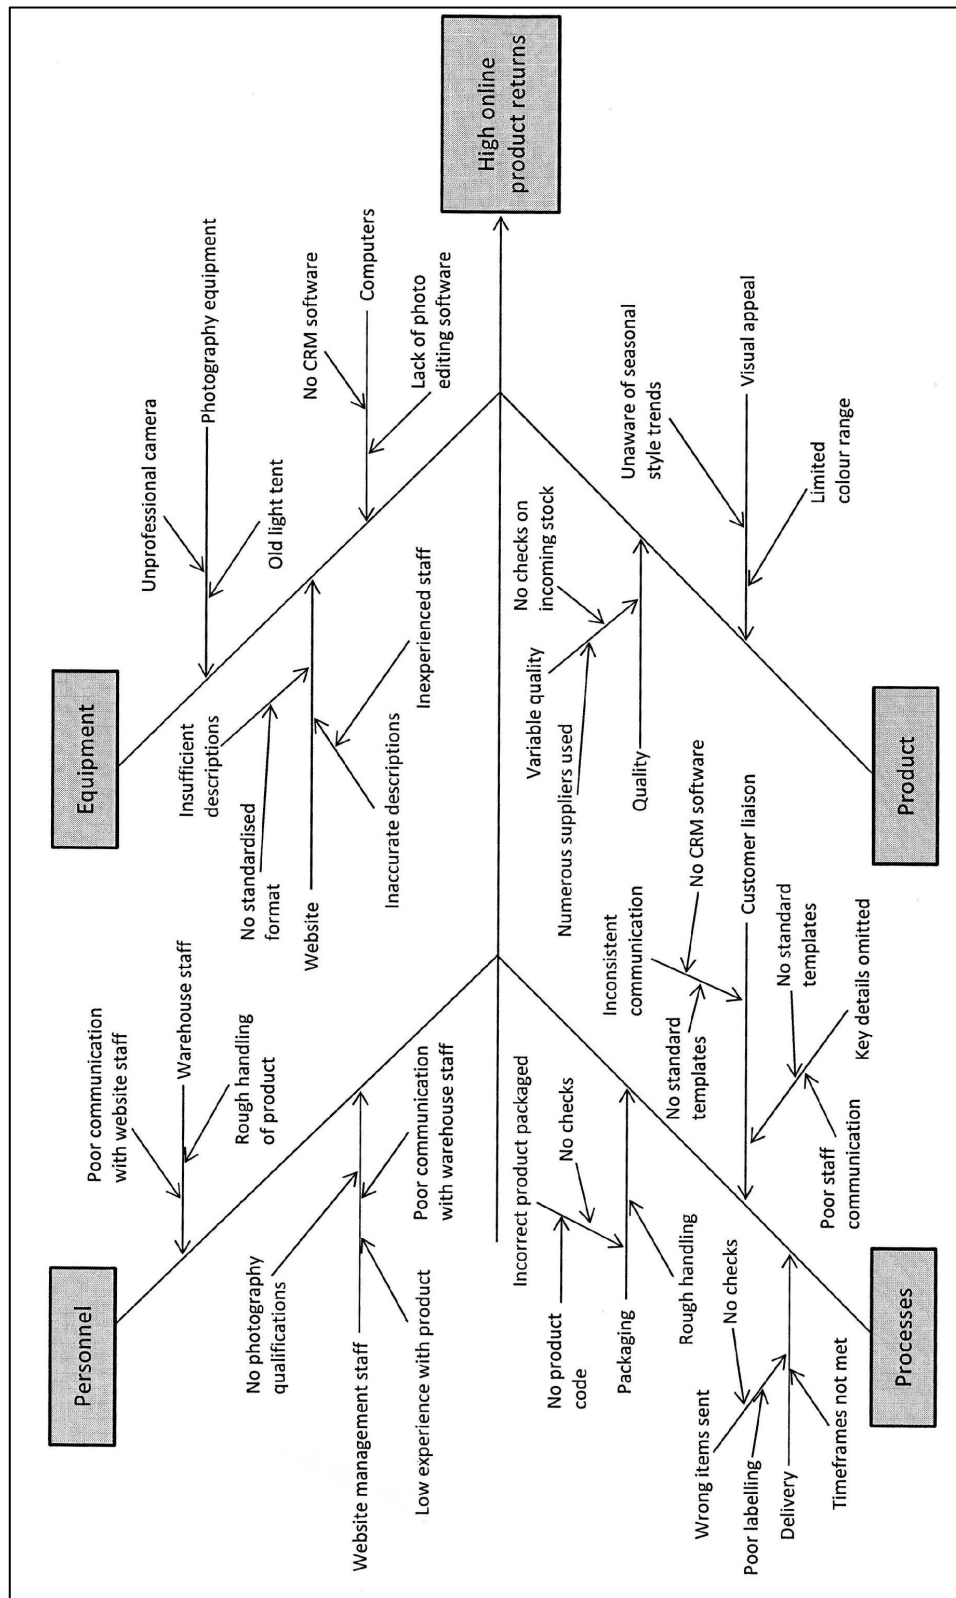 Personnel
Poor communication
with website staff
Warehouse staff
Rough handling
of product
No photography
qualifications
Website management staff
Poor communication
with warehouse staff
Low experience with product
Equipment
Unprofessional camera
Photography equipment
Old light tent
Insufficient
descriptions
No standardised
format
Website
Inaccurate descriptions
Inexperienced staff
No CRM software
Computers
Lack of photo
editing software
High online
product returns
Incorrect product packaged
No checks
No product
code
Packaging
Rough handling
Wrong items sent
No checks
Poor labelling
Delivery
Timeframes not met
Inconsistent
communication
No CRM software
No standard
templates
Customer liaison
No standard
templates
Key details omitted
Poor staff
communication
Processes
Variable quality
No checks on
incoming stock
Numerous suppliers used
Quality
Unaware of seasonal
style trends
Visual appeal
Limited
colour range
Product